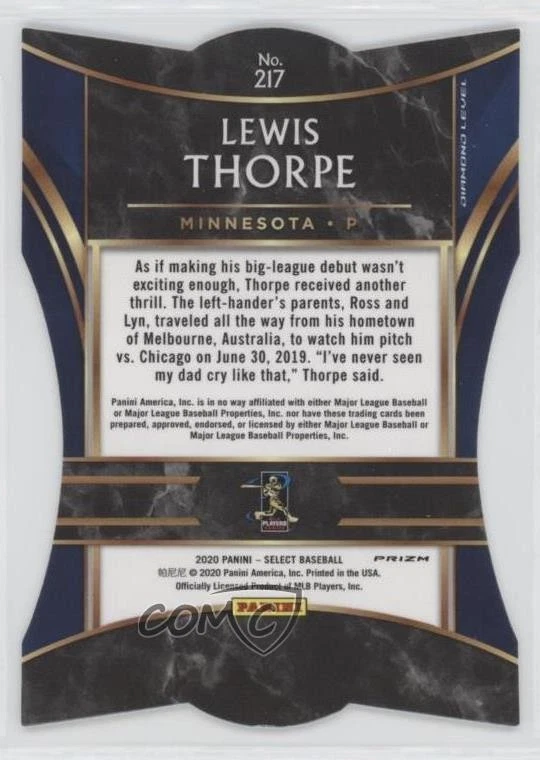 No.
217
DIAMOND LEVEL
LEWIS
THORPE
MINNESOTA • P
As if making his big-league debut wasn't
exciting enough, Thorpe received another
thrill. The left-hander's parents, Ross and
Lyn, traveled all the way from his hometown
of Melbourne, Australia, to watch him pitch
vs. Chicago on June 30, 2019. "I've never seen
my dad cry like that," Thorpe said.
Panini America, Inc. is in no way affiliated with either Major League Baseball
or Major League Baseball Properties, Inc. nor have these trading cards been
prepared, approved, endorsed, or licensed by either Major League Baseball or
Major League Baseball Properties, Inc.
PLAYERS
2020 PANINI – SELECT BASEBALL
PRIZM
帕尼尼 © 2020 Panini America, Inc. Printed in the USA.
Officially Licensed Product of MLB Players, Inc.
PANINI
COMC